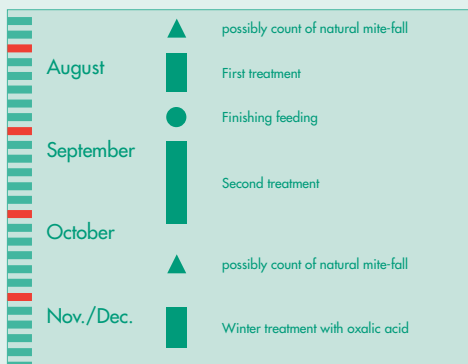 possibly count of natural mite-fall
August
First treatment
Finishing feeding
September
Second treatment
October
possibly count of natural mite-fall
Nov./Dec.
Winter treatment with oxalic acid